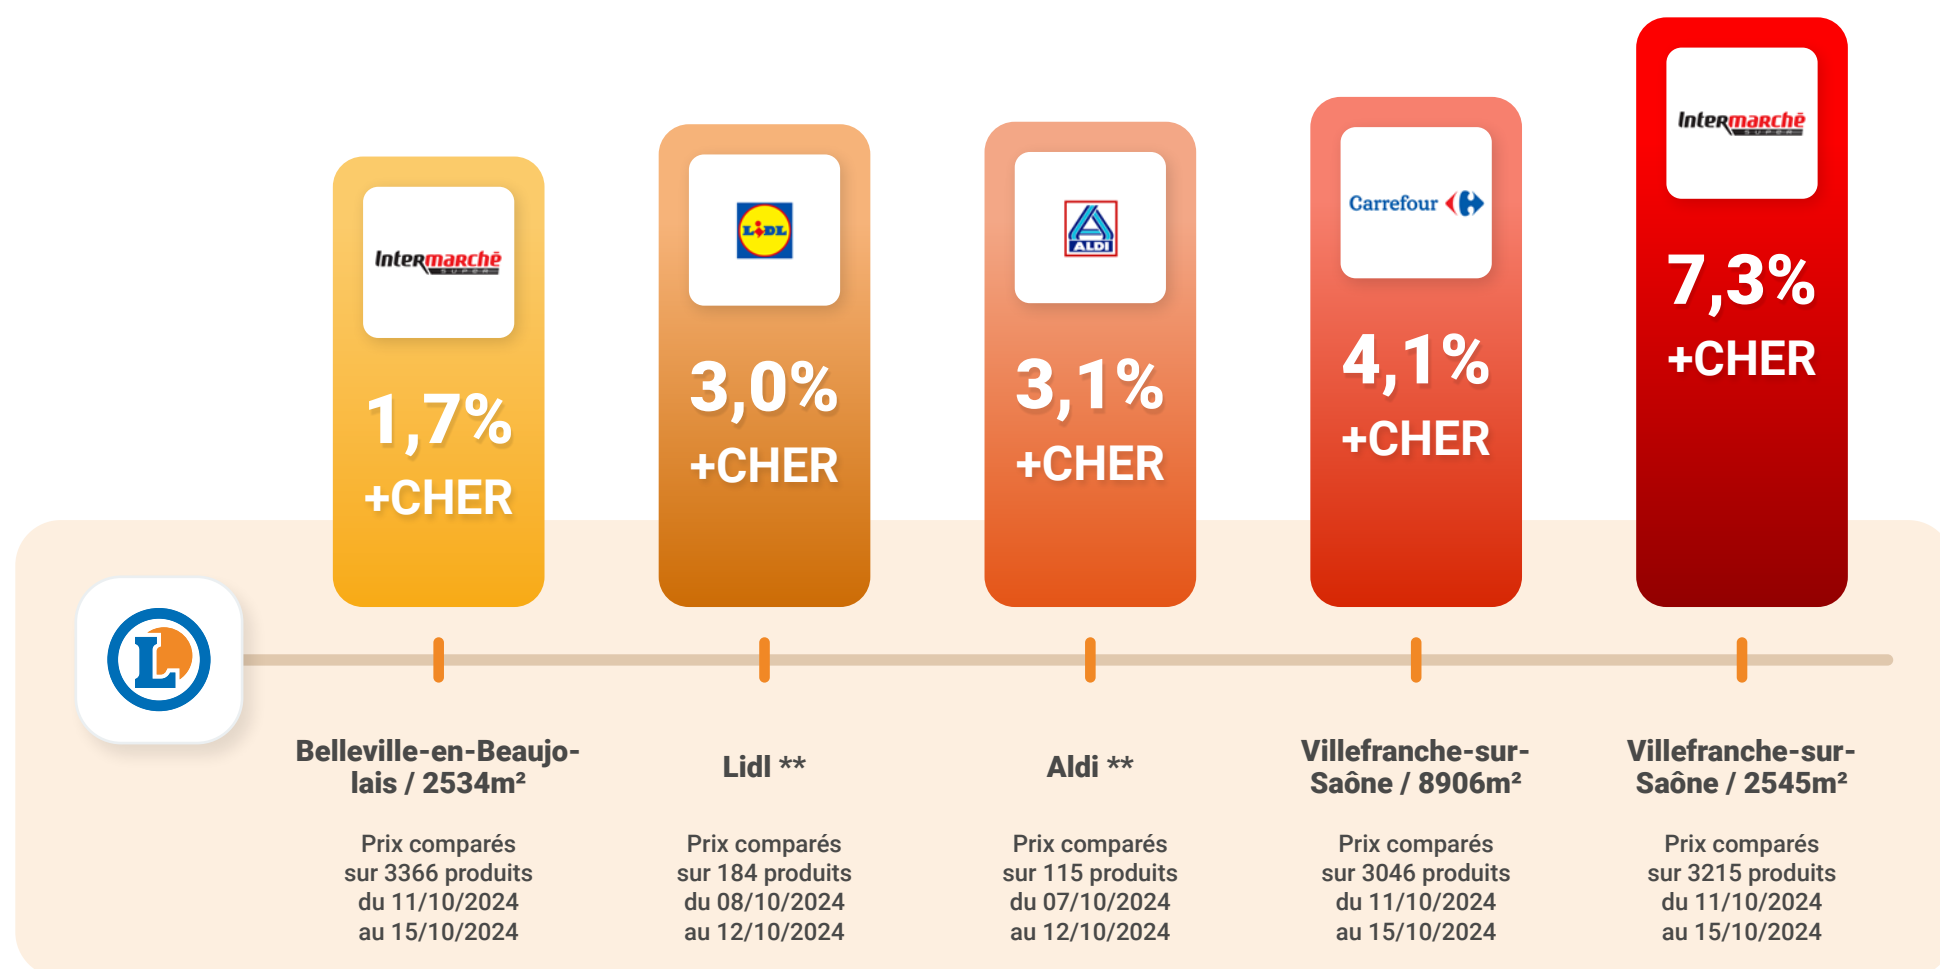 Intermarchē
SUPER
1,7%
+CHER
LIDL
3,0%
+CHER
ALDI
3,1%
+CHER
Carrefour
4,1%
+CHER
Intermarchē
SUPER
7,3%
+CHER
L
Belleville-en-Beaujo-
lais / 2534m²
Prix comparés
sur 3366 produits
du 11/10/2024
au 15/10/2024
Lidl **
Prix comparés
sur 184 produits
du 08/10/2024
au 12/10/2024
Aldi **
Prix comparés
sur 115 produits
du 07/10/2024
au 12/10/2024
Villefranche-sur-
Saône / 8906m²
Prix comparés
sur 3046 produits
du 11/10/2024
au 15/10/2024
Villefranche-sur-
Saône / 2545m²
Prix comparés
sur 3215 produits
du 11/10/2024
au 15/10/2024